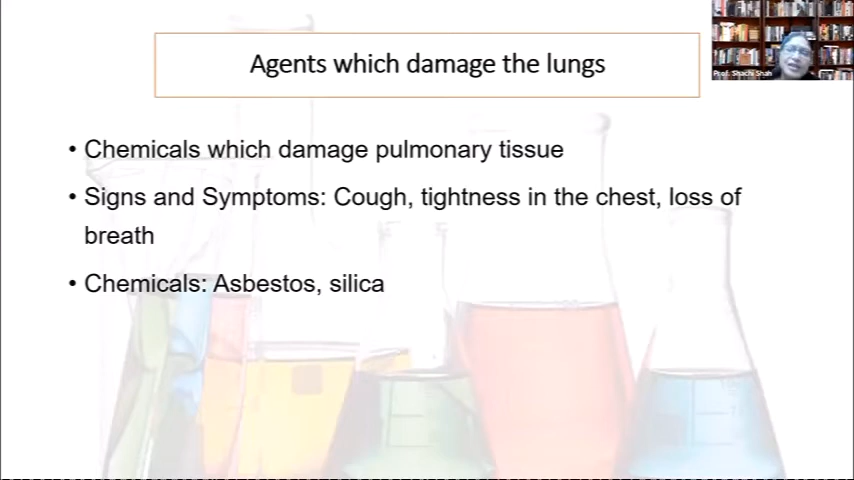 Agents which damage the lungs
Prof. Shachi Shah
• Chemicals which damage pulmonary tissue
• Signs and Symptoms: Cough, tightness in the chest, loss of
breath
• Chemicals: Asbestos, silica